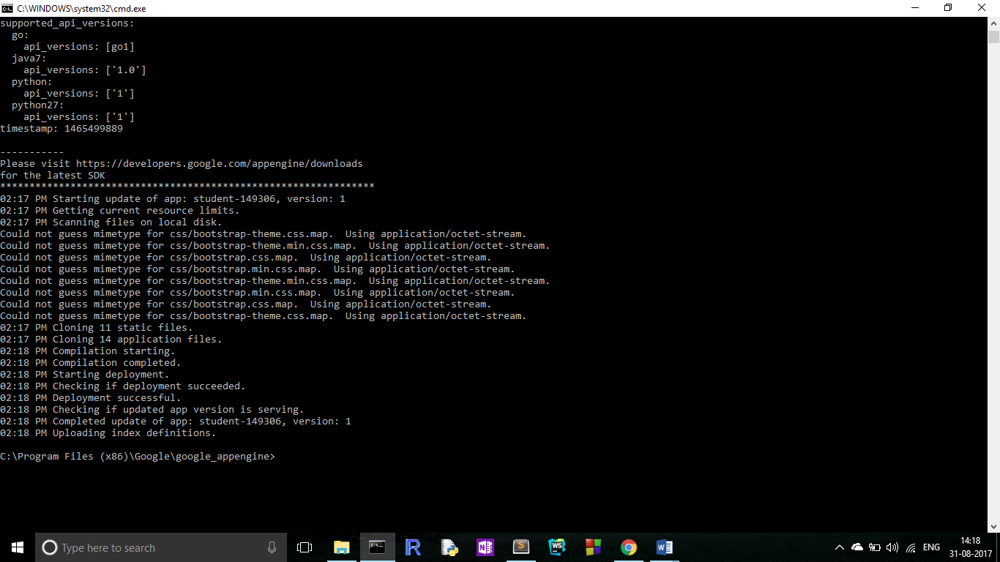 C:\WINDOWS\system32\cmd.exe
supported_api_versions:
  go:
    api_versions: [go1]
  java7:
    api_versions: ['1.0']
  python:
    api_versions: ['1']
  python27:
    api_versions: ['1']
timestamp: 1465499889
-----------
Please visit https://developers.google.com/appengine/downloads
for the latest SDK
****************************************************************
02:17 PM Starting update of app: student-149306, version: 1
02:17 PM Getting current resource limits.
02:17 PM Scanning files on local disk.
Could not guess mimetype for css/bootstrap-theme.css.map.  Using application/octet-stream.
Could not guess mimetype for css/bootstrap-theme.min.css.map.  Using application/octet-stream.
Could not guess mimetype for css/bootstrap.css.map.  Using application/octet-stream.
Could not guess mimetype for css/bootstrap.min.css.map.  Using application/octet-stream.
Could not guess mimetype for css/bootstrap-theme.min.css.map.  Using application/octet-stream.
Could not guess mimetype for css/bootstrap.min.css.map.  Using application/octet-stream.
Could not guess mimetype for css/bootstrap.css.map.  Using application/octet-stream.
Could not guess mimetype for css/bootstrap-theme.css.map.  Using application/octet-stream.
02:17 PM Cloning 11 static files.
02:17 PM Cloning 14 application files.
02:18 PM Compilation starting.
02:18 PM Compilation completed.
02:18 PM Starting deployment.
02:18 PM Checking if deployment succeeded.
02:18 PM Deployment successful.
02:18 PM Checking if updated app version is serving.
02:18 PM Completed update of app: student-149306, version: 1
02:18 PM Uploading index definitions.
C:\Program Files (x86)\Google\google_appengine>
Type here to search
ENG
14:18
31-08-2017